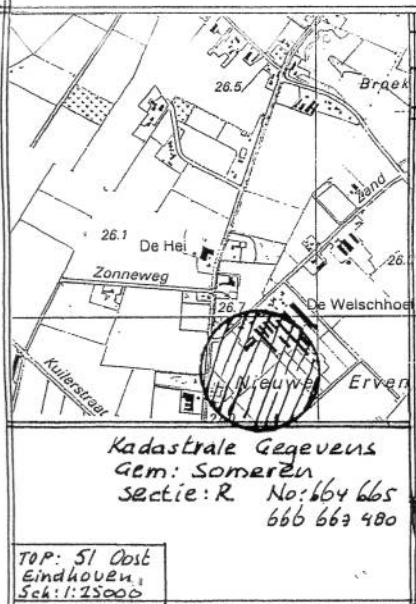 26.5
Broek
Zand
26.1
De Hei
26.
Zonneweg
26.7
De Welschhoef
Nieuwe Erven
Kuilerstraat
Kadastrale Gegevens
Gem: Someren
Sectie: R No: 664 665
666 667 480
TOP: 51 Oost
Eindhoven
Sch: 1:25000